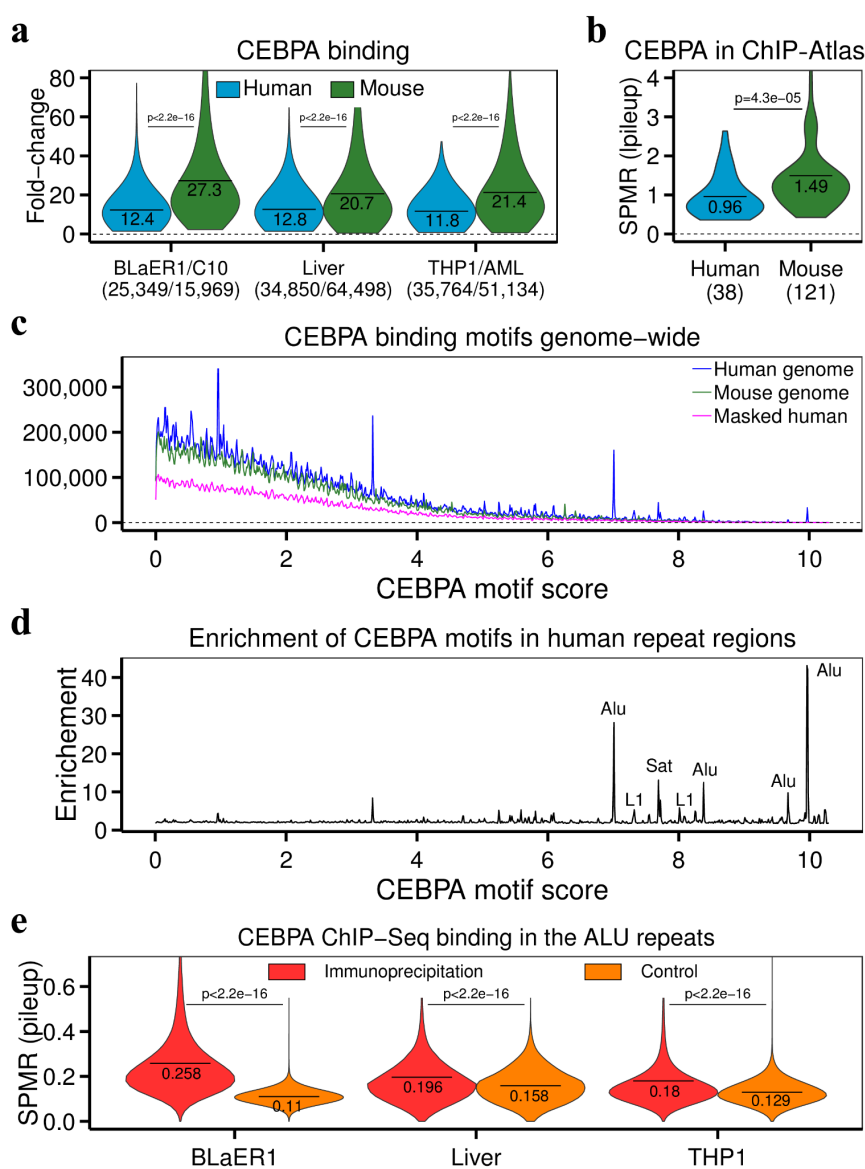 a
CEBPA binding
Fold−change
80
60
40
20
0
Human
Mouse
p<2.2e−16
p<2.2e−16
p<2.2e−16
12.4
27.3
12.8
20.7
11.8
21.4
BLaER1/C10
(25,349/15,969)
Liver
(34,850/64,498)
THP1/AML
(35,764/51,134)
b
CEBPA in ChIP−Atlas
SPMR (lpileup)
4
3
2
1
0
p=4.3e−05
0.96
1.49
Human
(38)
Mouse
(121)
c
CEBPA binding motifs genome−wide
300,000
200,000
100,000
0
Human genome
Mouse genome
Masked human
0 2 4 6 8 10
CEBPA motif score
d
Enrichment of CEBPA motifs in human repeat regions
Enrichement
40
30
20
10
0
Alu
L1
Sat
L1
Alu
Alu
Alu
0 2 4 6 8 10
CEBPA motif score
e
CEBPA ChIP−Seq binding in the ALU repeats
SPMR (pileup)
0.6
0.4
0.2
0.0
Immunoprecipitation
Control
p<2.2e−16
p<2.2e−16
p<2.2e−16
0.258
0.11
0.196
0.158
0.18
0.129
BLaER1
Liver
THP1